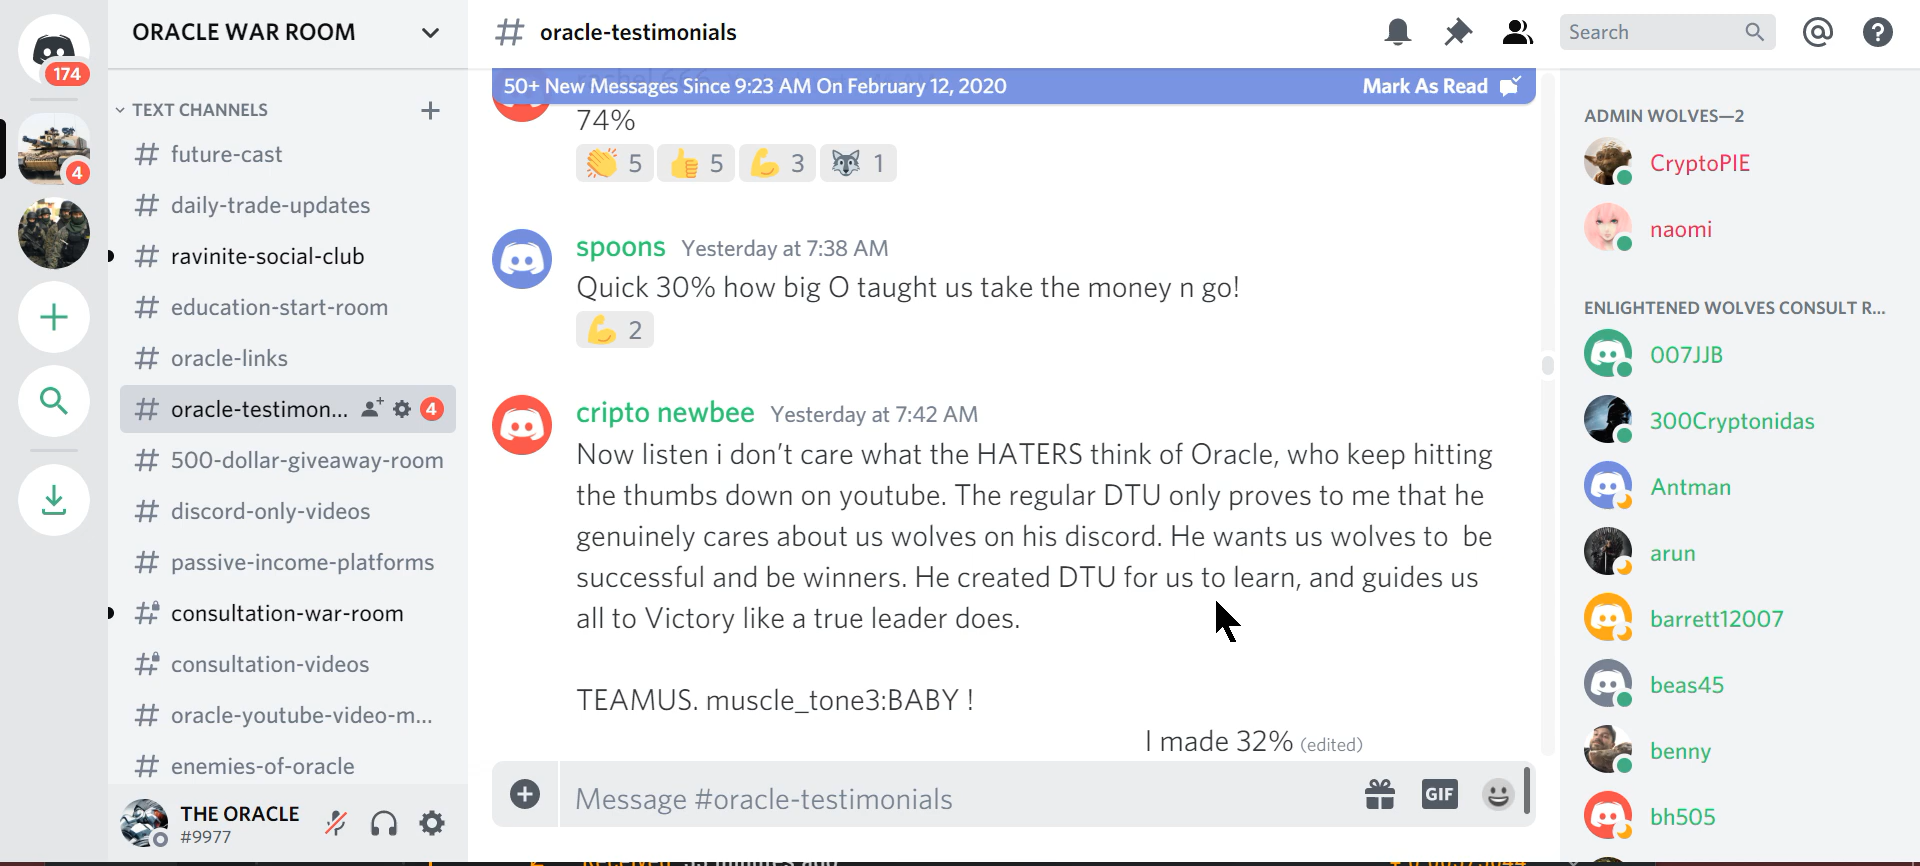 174
4
ORACLE WAR ROOM
TEXT CHANNELS
future-cast
daily-trade-updates
ravinite-social-club
education-start-room
oracle-links
oracle-testimon... 4
500-dollar-giveaway-room
discord-only-videos
passive-income-platforms
consultation-war-room
consultation-videos
oracle-youtube-video-m...
enemies-of-oracle
THE ORACLE
#9977
# oracle-testimonials
Search
50+ New Messages Since 9:23 AM On February 12, 2020 Mark As Read
74%
5 5 3 1
spoons Yesterday at 7:38 AM
Quick 30% how big O taught us take the money n go!
2
cripto newbee Yesterday at 7:42 AM
Now listen i don't care what the HATERS think of Oracle, who keep hitting
the thumbs down on youtube. The regular DTU only proves to me that he
genuinely cares about us wolves on his discord. He wants us wolves to  be
successful and be winners. He created DTU for us to learn, and guides us
all to Victory like a true leader does.
TEAMUS. muscle_tone3:BABY !
I made 32% (edited)
Message #oracle-testimonials
GIF
ADMIN WOLVES—2
CryptoPIE
naomi
ENLIGHTENED WOLVES CONSULT R...
007JJB
300Cryptonidas
Antman
arun
barrett12007
beas45
benny
bh505